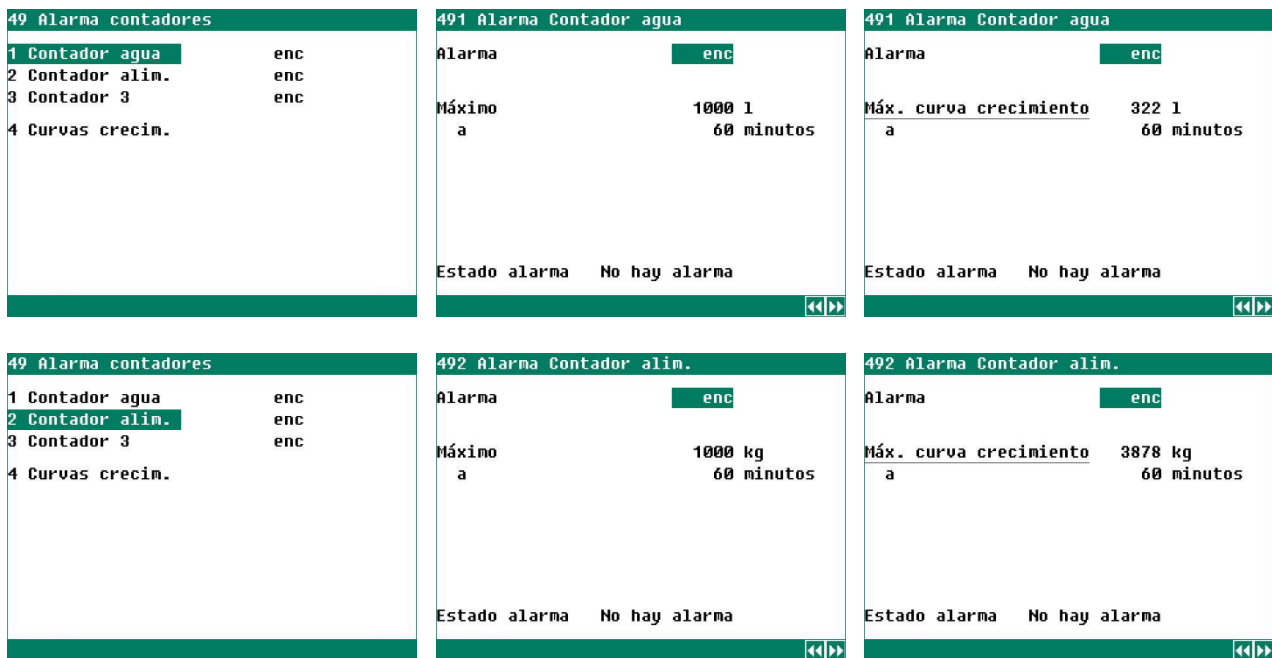 49 Alarma contadores
1 Contador agua enc
2 Contador alim. enc
3 Contador 3 enc
4 Curvas crecim.
491 Alarma Contador agua
Alarma enc
Máximo 1000 l
a 60 minutos
Estado alarma No hay alarma
491 Alarma Contador agua
Alarma enc
Máx. curva crecimiento 322 l
a 60 minutos
Estado alarma No hay alarma
49 Alarma contadores
1 Contador agua enc
2 Contador alim. enc
3 Contador 3 enc
4 Curvas crecim.
492 Alarma Contador alim.
Alarma enc
Máximo 1000 kg
a 60 minutos
Estado alarma No hay alarma
492 Alarma Contador alim.
Alarma enc
Máx. curva crecimiento 3878 kg
a 60 minutos
Estado alarma No hay alarma